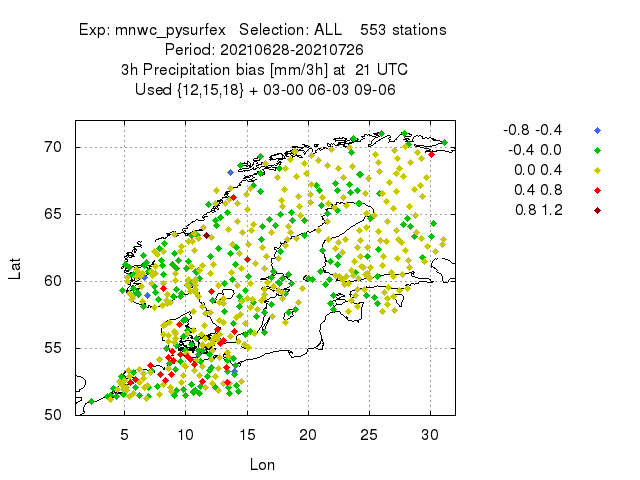 Exp: mnwc_pysurfex   Selection: ALL    553 stations
Period: 20210628-20210726
3h Precipitation bias [mm/3h] at  21 UTC
Used {12,15,18} + 03-00 06-03 09-06
-0.8 -0.4
-0.4 0.0
0.0 0.4
0.4 0.8
0.8 1.2
70
65
60
55
50
Lat
5 10 15 20 25 30
Lon